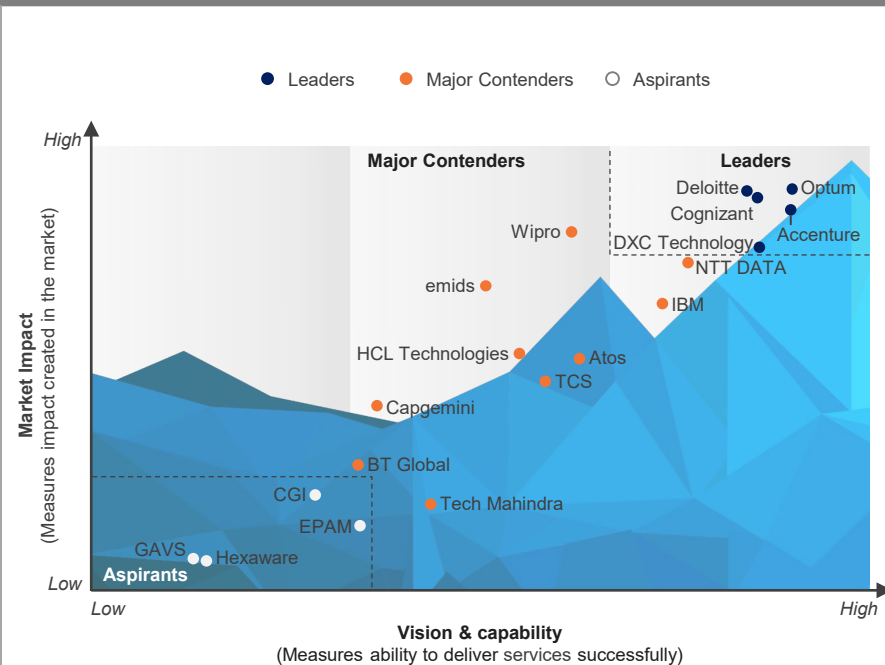 Leaders
Major Contenders
Aspirants
High
Major Contenders
Leaders
Deloitte
Optum
Cognizant
Wipro
Accenture
DXC Technology
NTT DATA
emids
IBM
HCL Technologies
Atos
TCS
Capgemini
BT Global
CGI
Tech Mahindra
EPAM
GAVS
Hexaware
Aspirants
Low
Market Impact
(Measures impact created in the market)
Low
High
Vision & capability
(Measures ability to deliver services successfully)